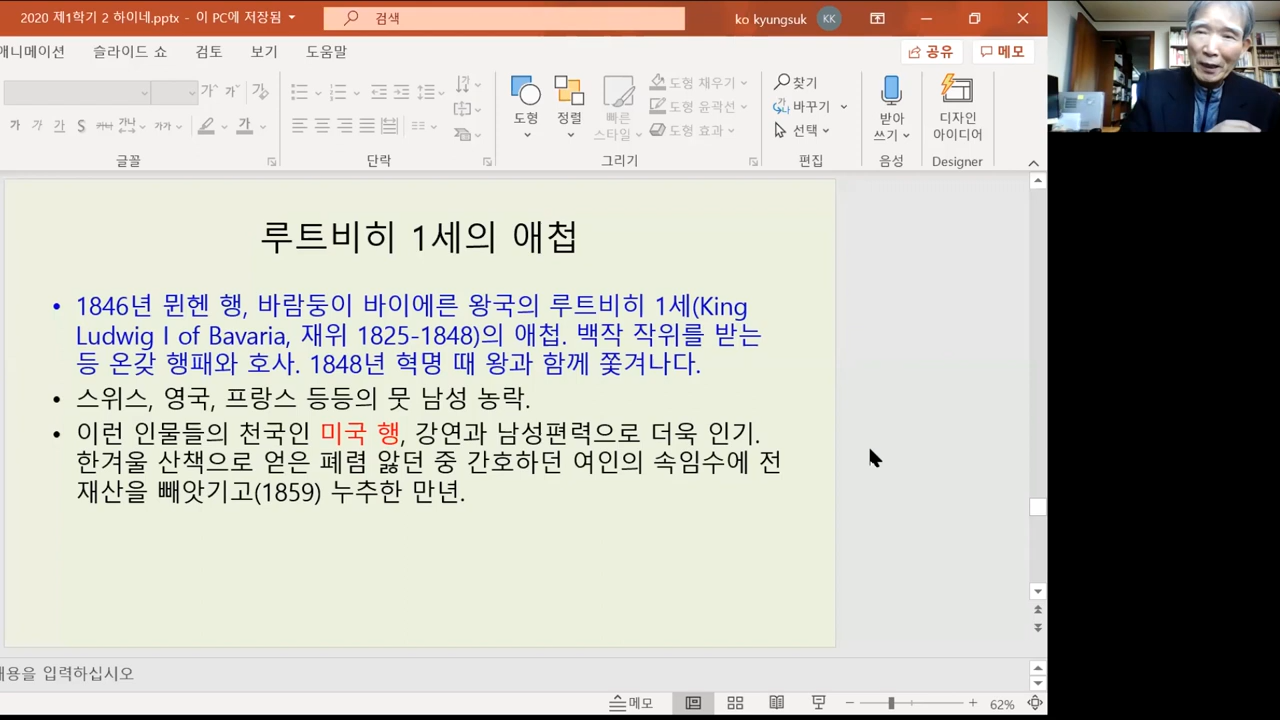 2020 제1학기 2 하이네.pptx - 이 PC에 저장됨
검색
ko kyungsuk KK
애니메이션 슬라이드 쇼 검토 보기 도움말
공유 메모
찾기
도형 채우기
바꾸기
도형 윤곽선
도형 정렬 빠른 스타일
받아쓰기 디자인 아이디어
선택
도형 효과
글꼴 단락 그리기 편집 음성 Designer
루트비히 1세의 애첩
• 1846년 뮌헨 행, 바람둥이 바이에른 왕국의 루트비히 1세(King
Ludwig I of Bavaria, 재위 1825-1848)의 애첩. 백작 작위를 받는
등 온갖 행패와 호사. 1848년 혁명 때 왕과 함께 쫓겨나다.
• 스위스, 영국, 프랑스 등등의 뭇 남성 농락.
• 이런 인물들의 천국인 미국 행, 강연과 남성편력으로 더욱 인기.
한겨울 산책으로 얻은 폐렴 앓던 중 간호하던 여인의 속임수에 전
재산을 빼앗기고(1859) 누추한 만년.
내용을 입력하십시오
메모 62%